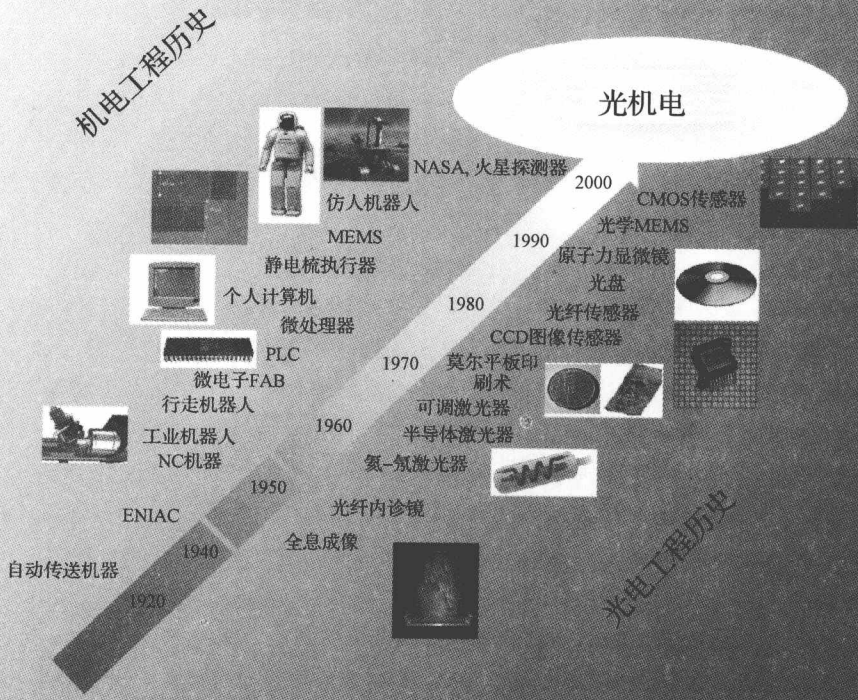 机电工程历史
光机电
NASA, 火星探测器
仿人机器人
MEMS
静电梳执行器
个人计算机
微处理器
PLC
微电子FAB
行走机器人
工业机器人
NC机器
ENIAC
自动传送机器
2000
1990
1980
1970
1960
1950
1940
1920
CMOS传感器
光学MEMS
原子力显微镜
光盘
光纤传感器
CCD图像传感器
莫尔平板印
刷术
可调激光器
半导体激光器
氦-氖激光器
光纤内诊镜
全息成像
光电工程历史